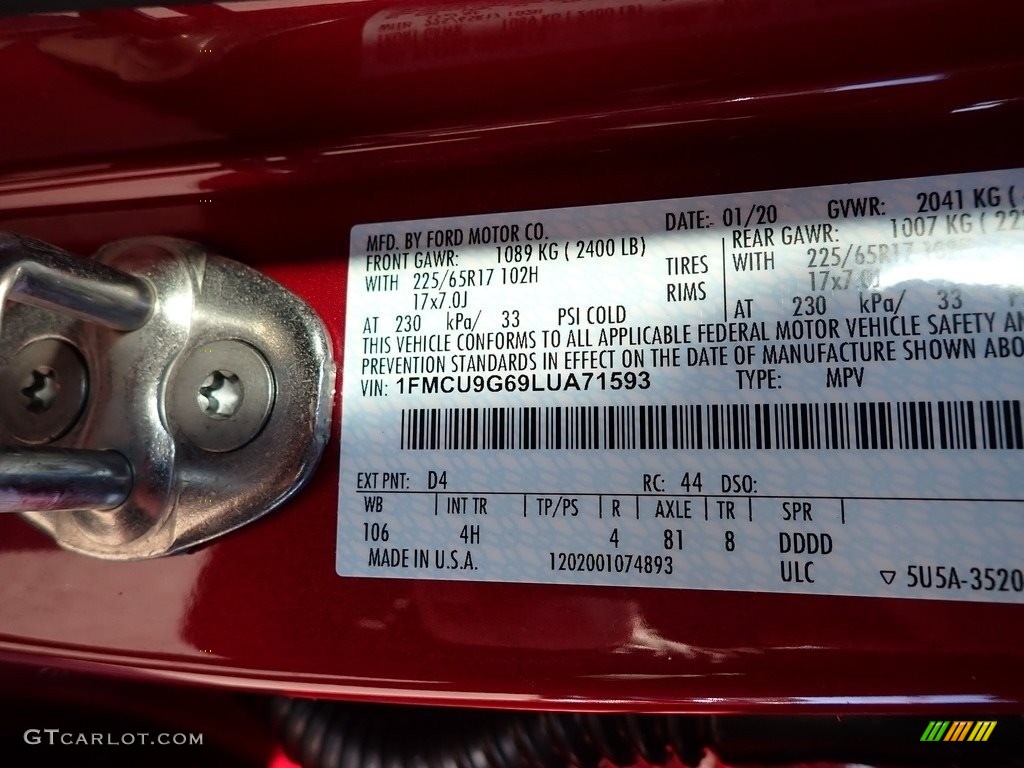 MFD. BY FORD MOTOR CO. DATE: 01/20 GVWR: 2041 KG (
FRONT GAWR: 1089 KG ( 2400 LB) REAR GAWR: 1007 KG ( 22
WITH 225/65R17 102H TIRES WITH 225/65R17
17x7.0J RIMS 17x7.0J
AT 230 kPa/ 33 PSI COLD AT 230 kPa/ 33
THIS VEHICLE CONFORMS TO ALL APPLICABLE FEDERAL MOTOR VEHICLE SAFETY AN
PREVENTION STANDARDS IN EFFECT ON THE DATE OF MANUFACTURE SHOWN ABO
VIN: 1FMCU9G69LUA71593 TYPE: MPV
EXT PNT: D4 RC: 44 DSO:
WB INT TR TP/PS R AXLE TR SPR
106 4H 4 81 8 DDDD
MADE IN U.S.A. 1202001074893 ULC ▽ 5U5A-3520
GTCARLOT.COM